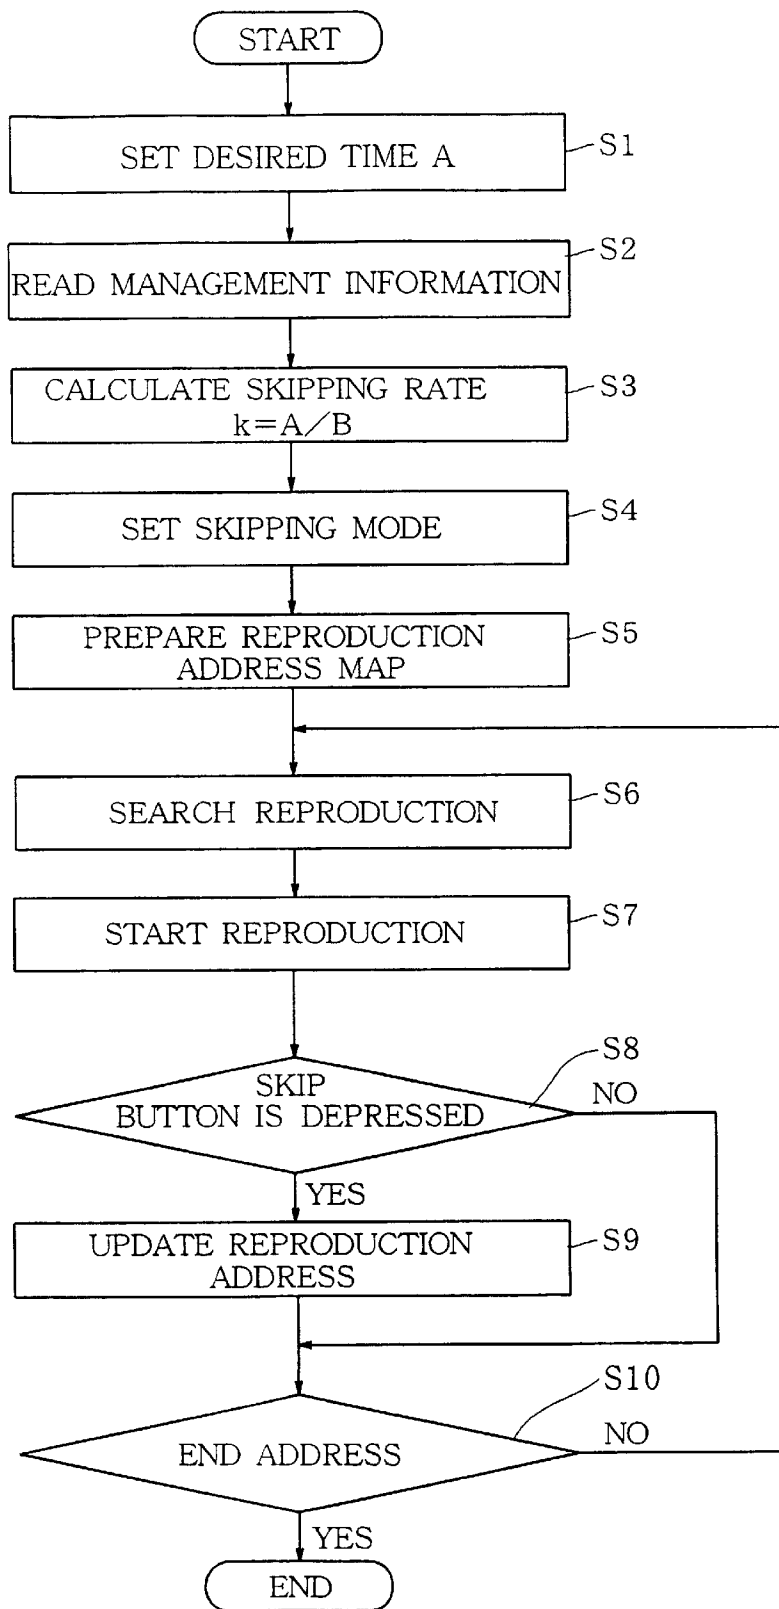 START
SET DESIRED TIME A
S1
READ MANAGEMENT INFORMATION
S2
CALCULATE SKIPPING RATE
k=A/B
S3
SET SKIPPING MODE
S4
PREPARE REPRODUCTION
ADDRESS MAP
S5
SEARCH REPRODUCTION
S6
START REPRODUCTION
S7
SKIP
BUTTON IS DEPRESSED
S8
NO
YES
UPDATE REPRODUCTION
ADDRESS
S9
END ADDRESS
S10
NO
YES
END